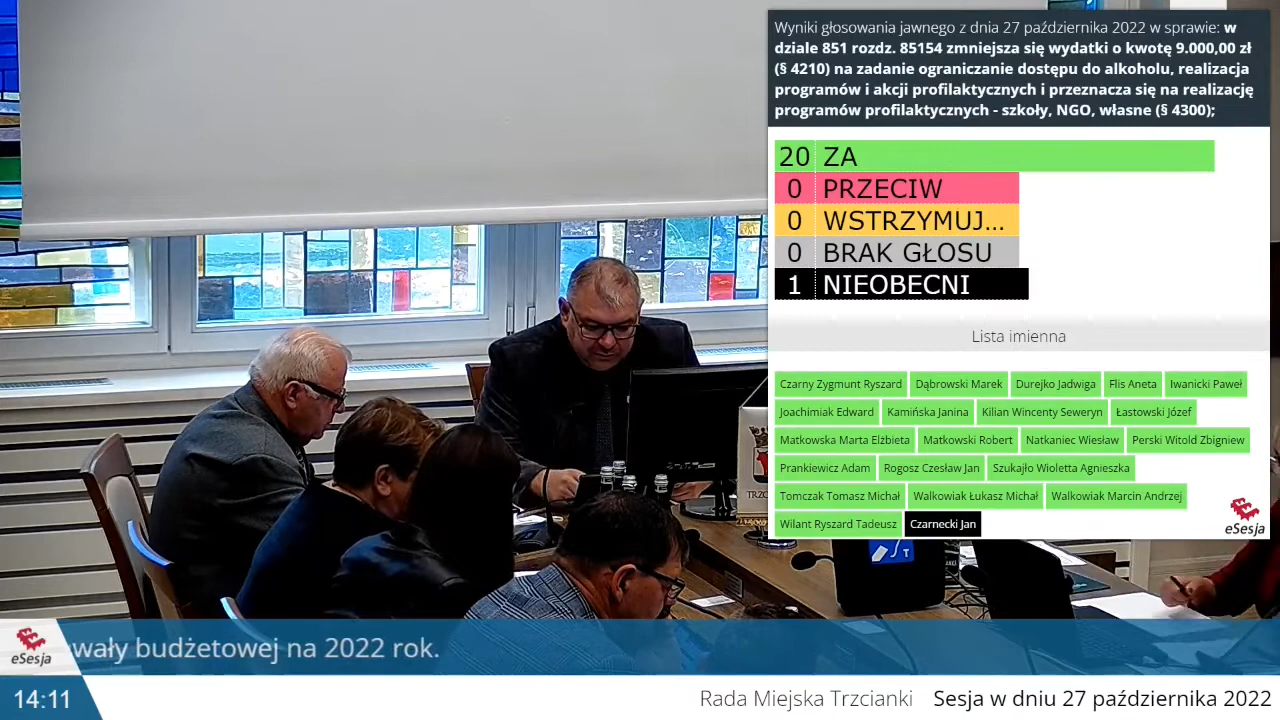 Wyniki głosowania jawnego z dnia 27 października 2022 w sprawie: w
dziale 851 rozdz. 85154 zmniejsza się wydatki o kwotę 9.000,00 zł
(§ 4210) na zadanie ograniczanie dostępu do alkoholu, realizacja
programów i akcji profilaktycznych i przeznacza się na realizację
programów profilaktycznych - szkoły, NGO, własne (§ 4300);
20 ZA
0 PRZECIW
0 WSTRZYMUJ...
0 BRAK GŁOSU
1 NIEOBECNI
Lista imienna
Czarny Zygmunt Ryszard Dąbrowski Marek Durejko Jadwiga Flis Aneta Iwanicki Paweł
Joachimiak Edward Kamińska Janina Kilian Wincenty Seweryn Łastowski Józef
Matkowska Marta Elżbieta Matkowski Robert Natkaniec Wiesław Perski Witold Zbigniew
Prankiewicz Adam Rogosz Czesław Jan Szukajło Wioletta Agnieszka
Tomczak Tomasz Michał Walkowiak Łukasz Michał Walkowiak Marcin Andrzej
Wilant Ryszard Tadeusz Czarnecki Jan
eSesja
eSesja
wały budżetowej na 2022 rok.
14:11
Rada Miejska Trzcianki Sesja w dniu 27 października 2022